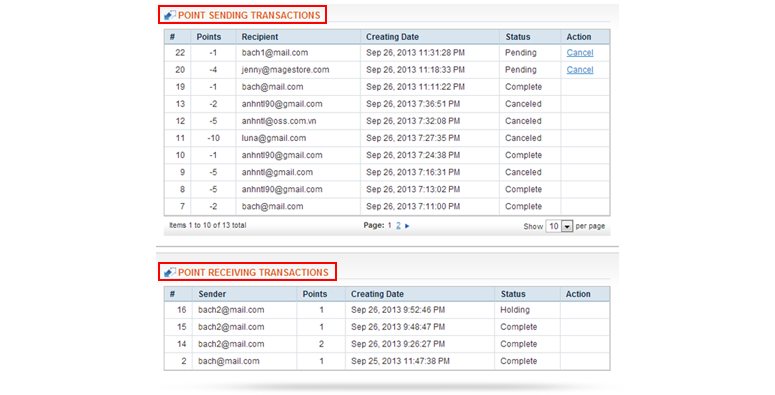 POINT SENDING TRANSACTIONS
# Points Recipient Creating Date Status Action
22 -1 bach1@mail.com Sep 26, 2013 11:31:28 PM Pending Cancel
20 -4 jenny@magestore.com Sep 26, 2013 11:18:33 PM Pending Cancel
19 -1 bach@mail.com Sep 26, 2013 11:11:22 PM Complete
13 -2 anhntl90@gmail.com Sep 26, 2013 7:36:51 PM Canceled
12 -5 anhntl@oss.com.vn Sep 26, 2013 7:32:08 PM Canceled
11 -10 luna@gmail.com Sep 26, 2013 7:27:35 PM Canceled
10 -1 anhntl90@gmail.com Sep 26, 2013 7:24:38 PM Complete
9 -5 anhntl@gmail.com Sep 26, 2013 7:16:31 PM Canceled
8 -5 anhntl90@gmail.com Sep 26, 2013 7:13:02 PM Complete
7 -2 bach@mail.com Sep 26, 2013 7:11:00 PM Complete
Items 1 to 10 of 13 total Page: 1 2 Show 10 per page
POINT RECEIVING TRANSACTIONS
# Sender Points Creating Date Status Action
16 bach2@mail.com 1 Sep 26, 2013 9:52:46 PM Holding
15 bach2@mail.com 1 Sep 26, 2013 9:48:47 PM Complete
14 bach2@mail.com 2 Sep 26, 2013 9:26:27 PM Complete
2 bach@mail.com 1 Sep 25, 2013 11:47:38 PM Complete